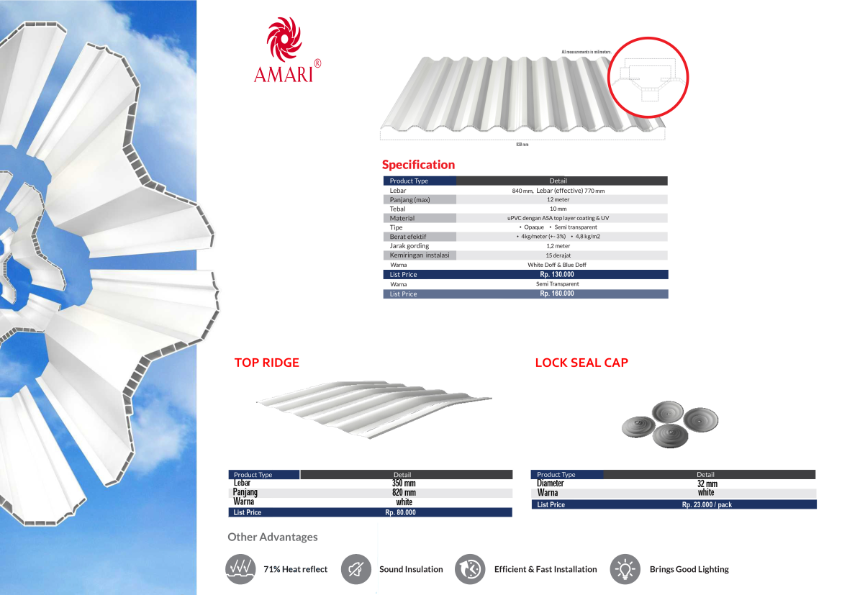 AMARI®
All measurements in millimeters
Specification
Product Type Detail
Lebar 840 mm, Lebar (effective) 770 mm
Panjang (max) 12 meter
Tebal 10 mm
Material uPVC dengan ASA top layer coating & UV
Tipe • Opaque • Semi transparent
Berat efektif • 4kg/meter (+- 3%) • 4,8 kg/m2
Jarak gording 1,2 meter
Kemiringan instalasi 15 derajat
Warna White Doff & Blue Doff
List Price Rp. 130.000
Warna Semi Transparent
List Price Rp. 160.000
TOP RIDGE
LOCK SEAL CAP
Product Type Detail
Lebar 350 mm
Panjang 820 mm
Warna white
List Price Rp. 80.000
Product Type Detail
Diameter 32 mm
Warna white
List Price Rp. 23.000 / pack
Other Advantages
71% Heat reflect
Sound Insulation
Efficient & Fast Installation
Brings Good Lighting